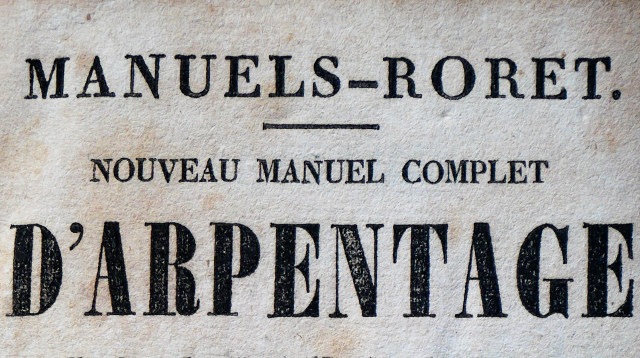 MANUELS-RORET.
NOUVEAU MANUEL COMPLET
D'ARPENTAGE